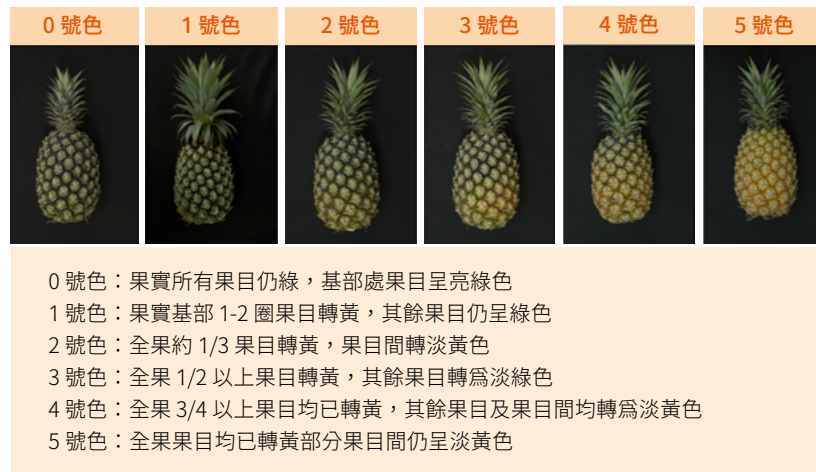 0 號色
1 號色
2 號色
3 號色
4 號色
5 號色
0 號色：果實所有果目仍綠，基部處果目呈亮綠色
1 號色：果實基部 1-2 圈果目轉黃，其餘果目仍呈綠色
2 號色：全果約 1/3 果目轉黃，果目間轉淡黃色
3 號色：全果 1/2 以上果目轉黃，其餘果目轉爲淡綠色
4 號色：全果 3/4 以上果目均已轉黃，其餘果目及果目間均轉爲淡黃色
5 號色：全果果目均已轉黃部分果目間仍呈淡黃色